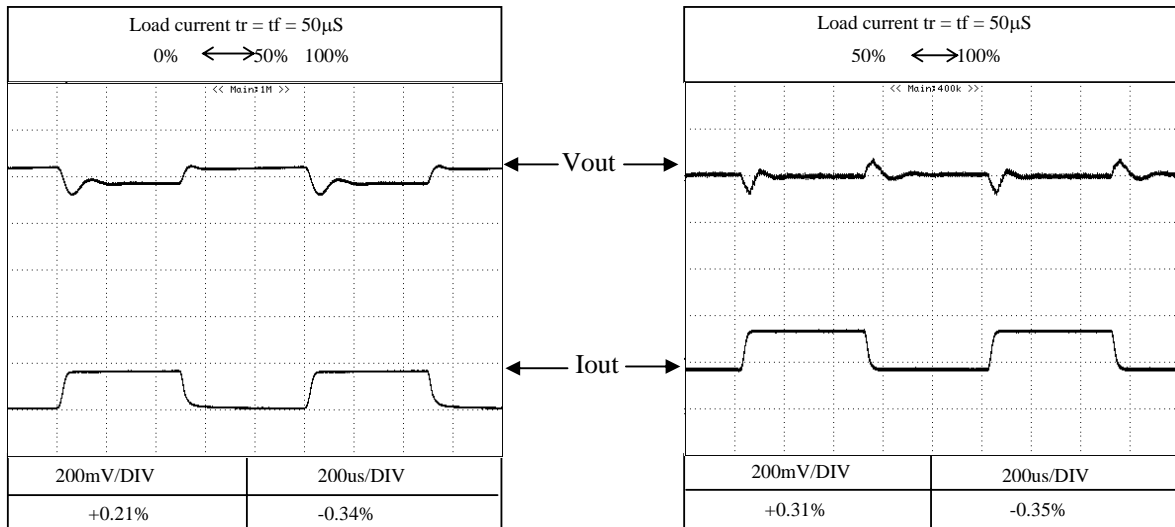 Load current tr = tf = 50μS
0% ⟷ 50% 100%
<< Main:1M >>
200mV/DIV 200us/DIV
+0.21% -0.34%
Vout
Iout
Load current tr = tf = 50μS
50% ⟷ 100%
<< Main:400k >>
200mV/DIV 200us/DIV
+0.31% -0.35%